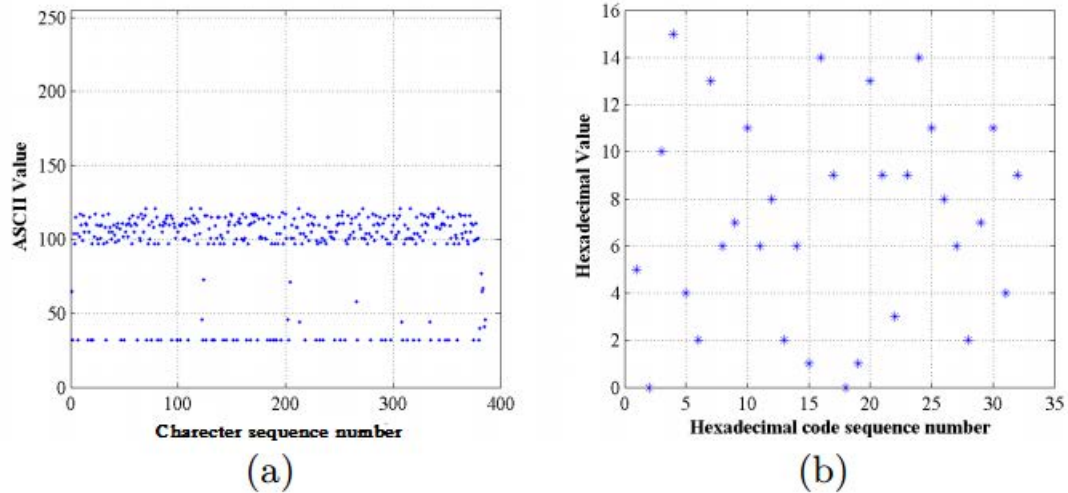 250
200
150
100
50
0
0 100 200 300 400
ASCII Value
Charecter sequence number
(a)
16
14
12
10
8
6
4
2
0
0 5 10 15 20 25 30 35
Hexadecimal Value
Hexadecimal code sequence number
(b)